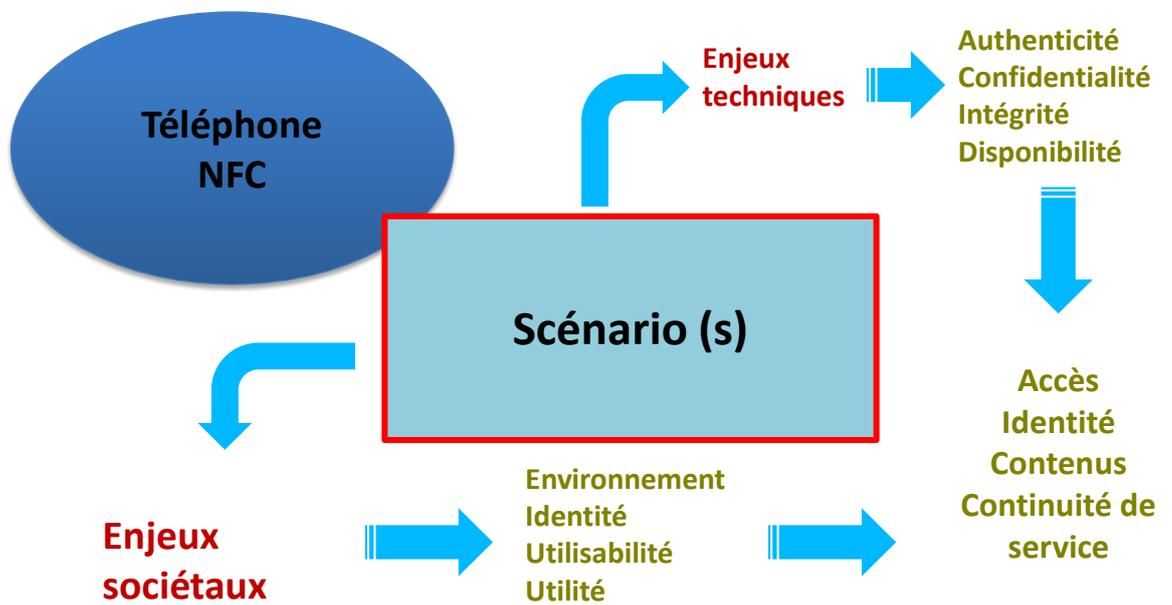 Téléphone
NFC
Enjeux
techniques
Authenticité
Confidentialité
Intégrité
Disponibilité
Scénario (s)
Accès
Identité
Contenus
Continuité de
service
Enjeux
sociétaux
Environnement
Identité
Utilisabilité
Utilité